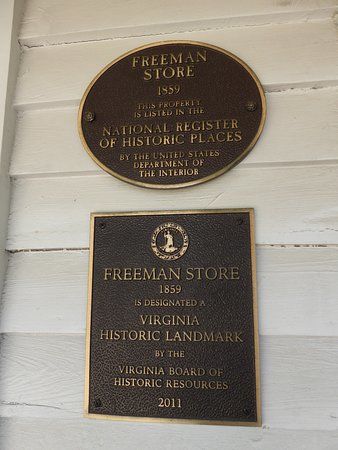 FREEMAN
STORE
1859
THIS PROPERTY
IS LISTED IN THE
NATIONAL REGISTER
OF HISTORIC PLACES
BY THE UNITED STATES
DEPARTMENT OF
THE INTERIOR
FREEMAN STORE
1859
IS DESIGNATED A
VIRGINIA
HISTORIC LANDMARK
BY THE
VIRGINIA BOARD OF
HISTORIC RESOURCES
2011